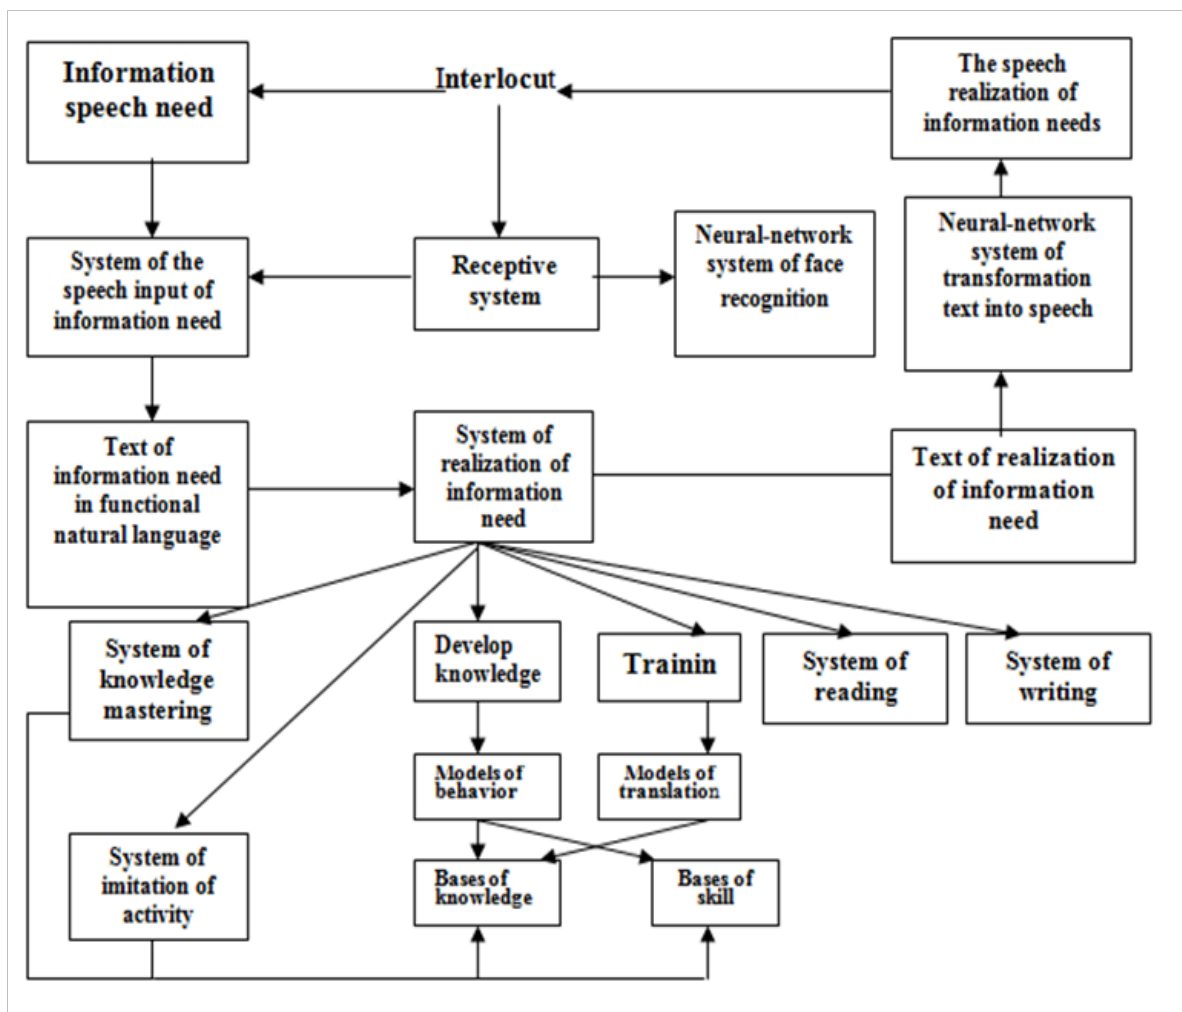 Information
speech need
Interlocut
The speech
realization of
information needs
System of the
speech input of
information need
Receptive
system
Neural-network
system of face
recognition
Neural-network
system of
transformation
text into speech
Text of
information need
in functional
natural language
System of
realization of
information
need
Text of realization
of information
need
System of
knowledge
mastering
Develop
knowledge
Trainin
System of
reading
System of
writing
Models of
behavior
Models of
translation
System of
imitation of
activity
Bases of
knowledge
Bases of
skill